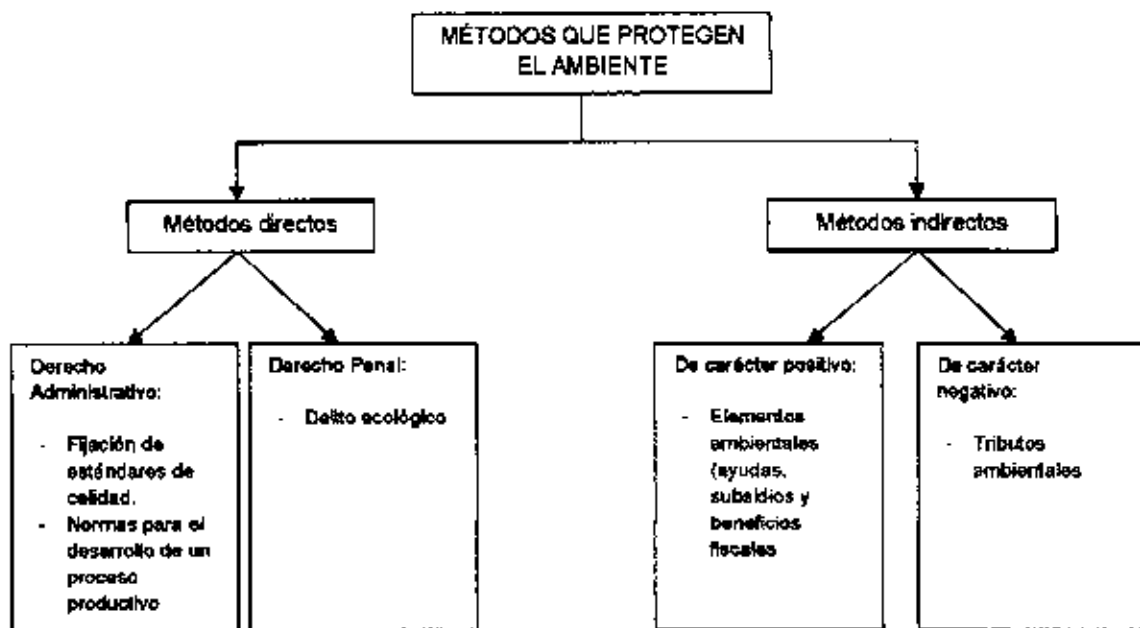 MÉTODOS QUE PROTEGEN
EL AMBIENTE
Métodos directos
Métodos indirectos
Derecho
Administrativo:
- Fijación de
estándares de
calidad.
- Normas para el
desarrollo de un
proceso
productivo
Derecho Penal:
- Delito ecológico
De carácter positivo:
- Elementos
ambientales
(ayudas,
subsidios y
beneficios
fiscales
De carácter
negativo:
- Tributos
ambientales